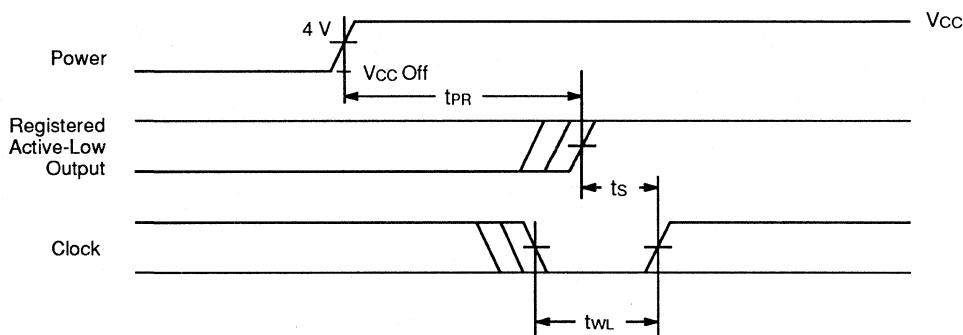 Vcc
4 V
Power
Vcc Off
tPR
Registered
Active-Low
Output
ts
Clock
tWL